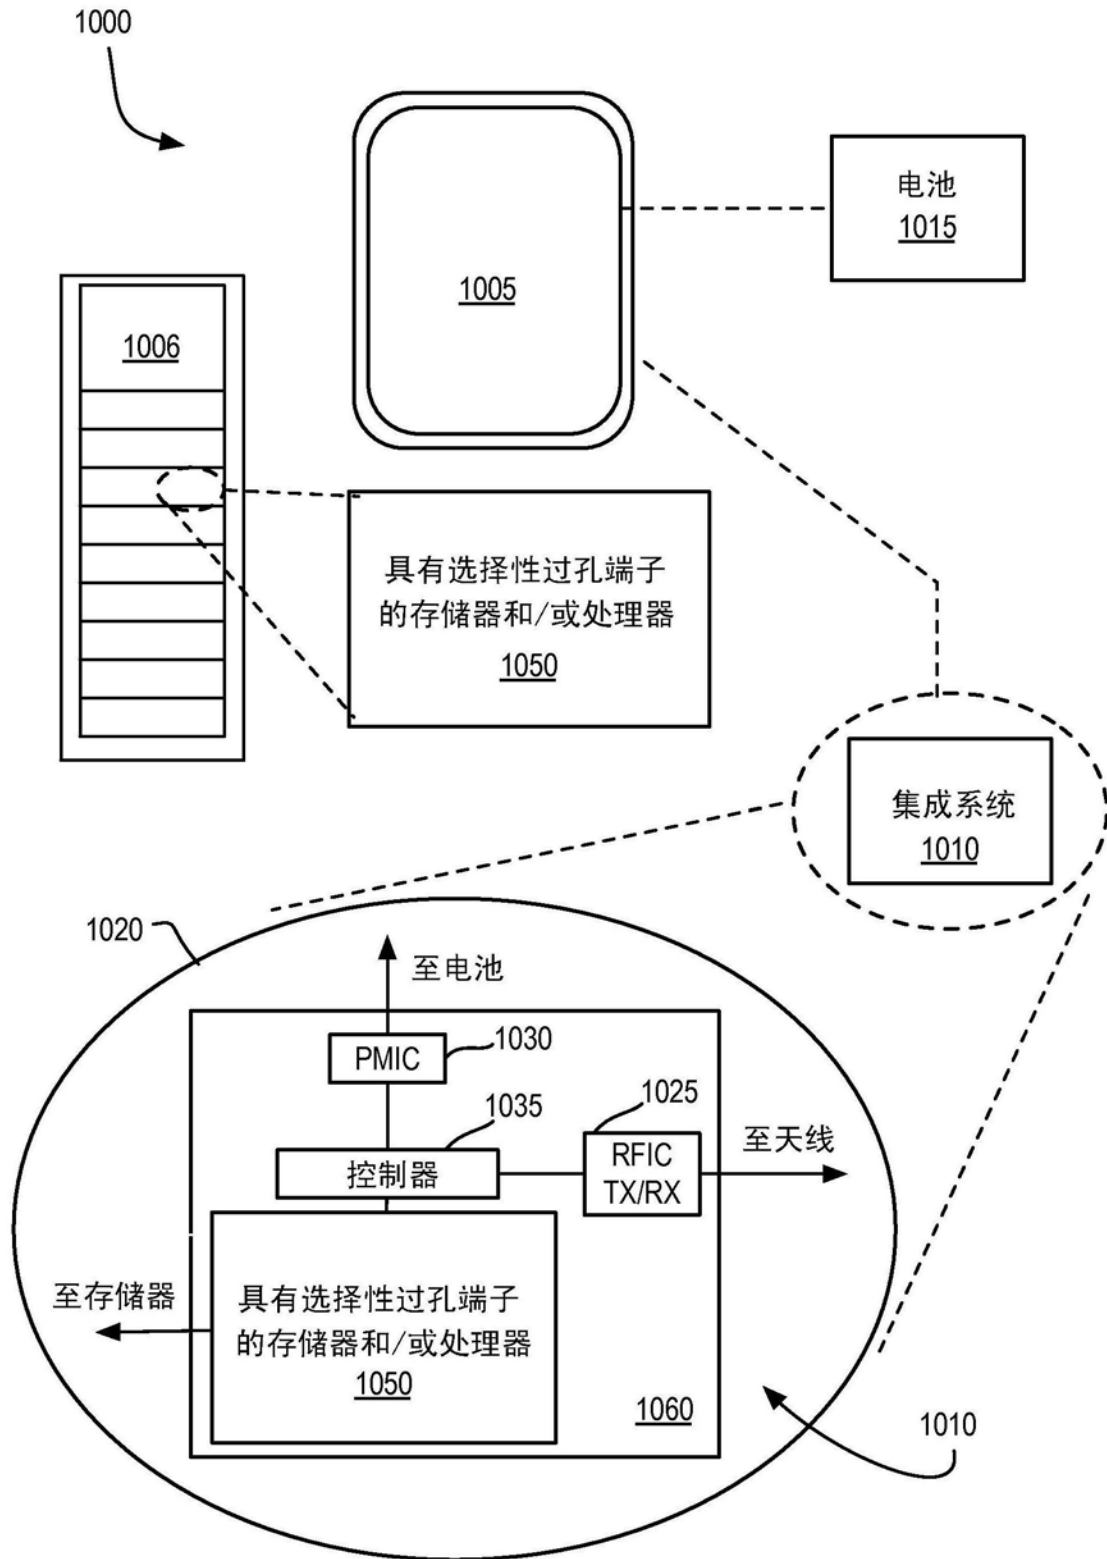 1000
电池
1015
1005
1006
具有选择性过孔端子
的存储器和/或处理器
1050
集成系统
1010
1020
至电池
PMIC
1030
1035
1025
控制器
RFIC
TX/RX
至天线
至存储器
具有选择性过孔端子
的存储器和/或处理器
1050
1060
1010